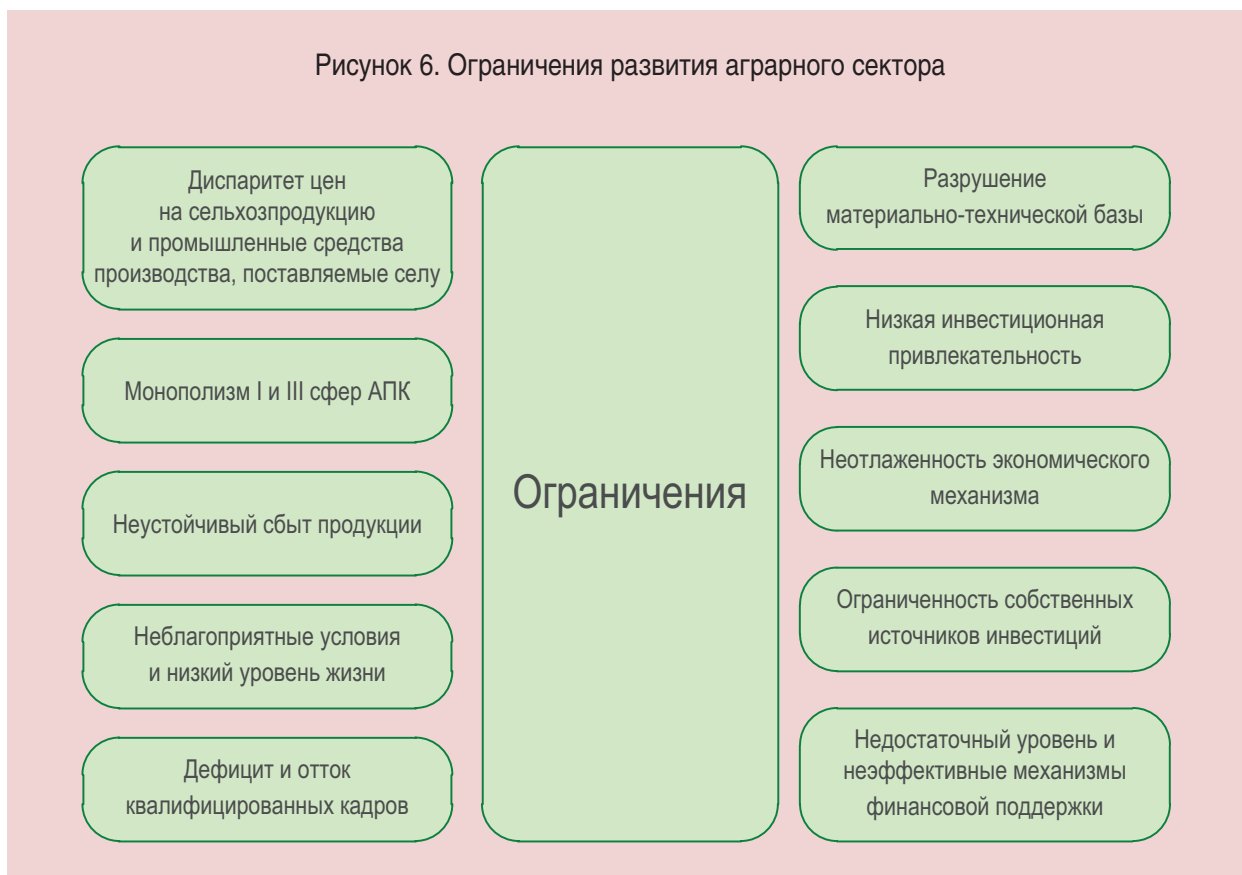 Рисунок 6. Ограничения развития аграрного сектора
Диспаритет цен
на сельхозпродукцию
и промышленные средства
производства, поставляемые селу
Монополизм I и III сфер АПК
Неустойчивый сбыт продукции
Неблагоприятные условия
и низкий уровень жизни
Дефицит и отток
квалифицированных кадров
Ограничения
Разрушение
материально-технической базы
Низкая инвестиционная
привлекательность
Неотлаженность экономического
механизма
Ограниченность собственных
источников инвестиций
Недостаточный уровень и
неэффективные механизмы
финансовой поддержки